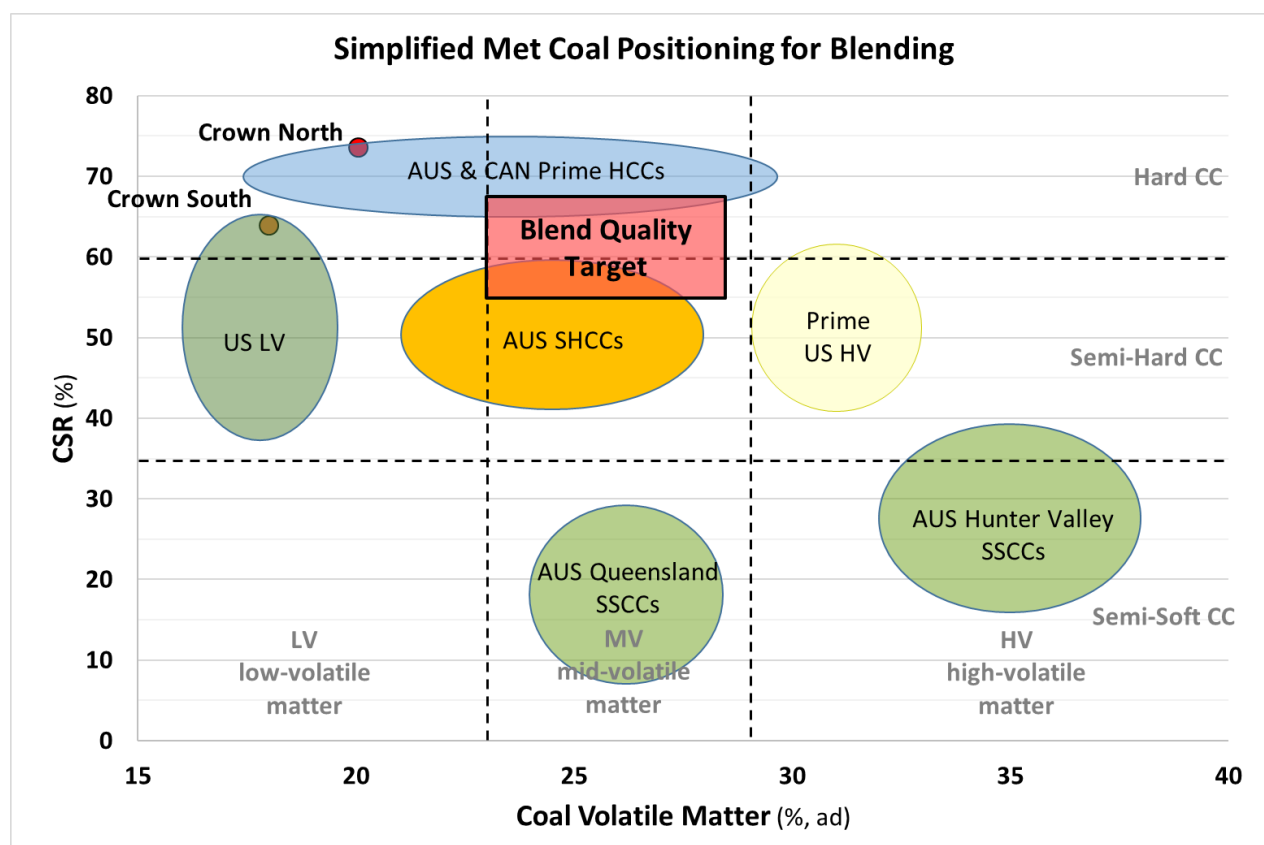 Simplified Met Coal Positioning for Blending
80
70
60
50
40
30
20
10
0
CSR (%)
Crown North
AUS & CAN Prime HCCs
Hard CC
Crown South
Blend Quality
Target
US LV
AUS SHCCs
Prime
US HV
Semi-Hard CC
AUS Hunter Valley
SSCCs
AUS Queensland
SSCCs
Semi-Soft CC
LV
low-volatile
matter
MV
mid-volatile
matter
HV
high-volatile
matter
15 20 25 30 35 40
Coal Volatile Matter (%, ad)